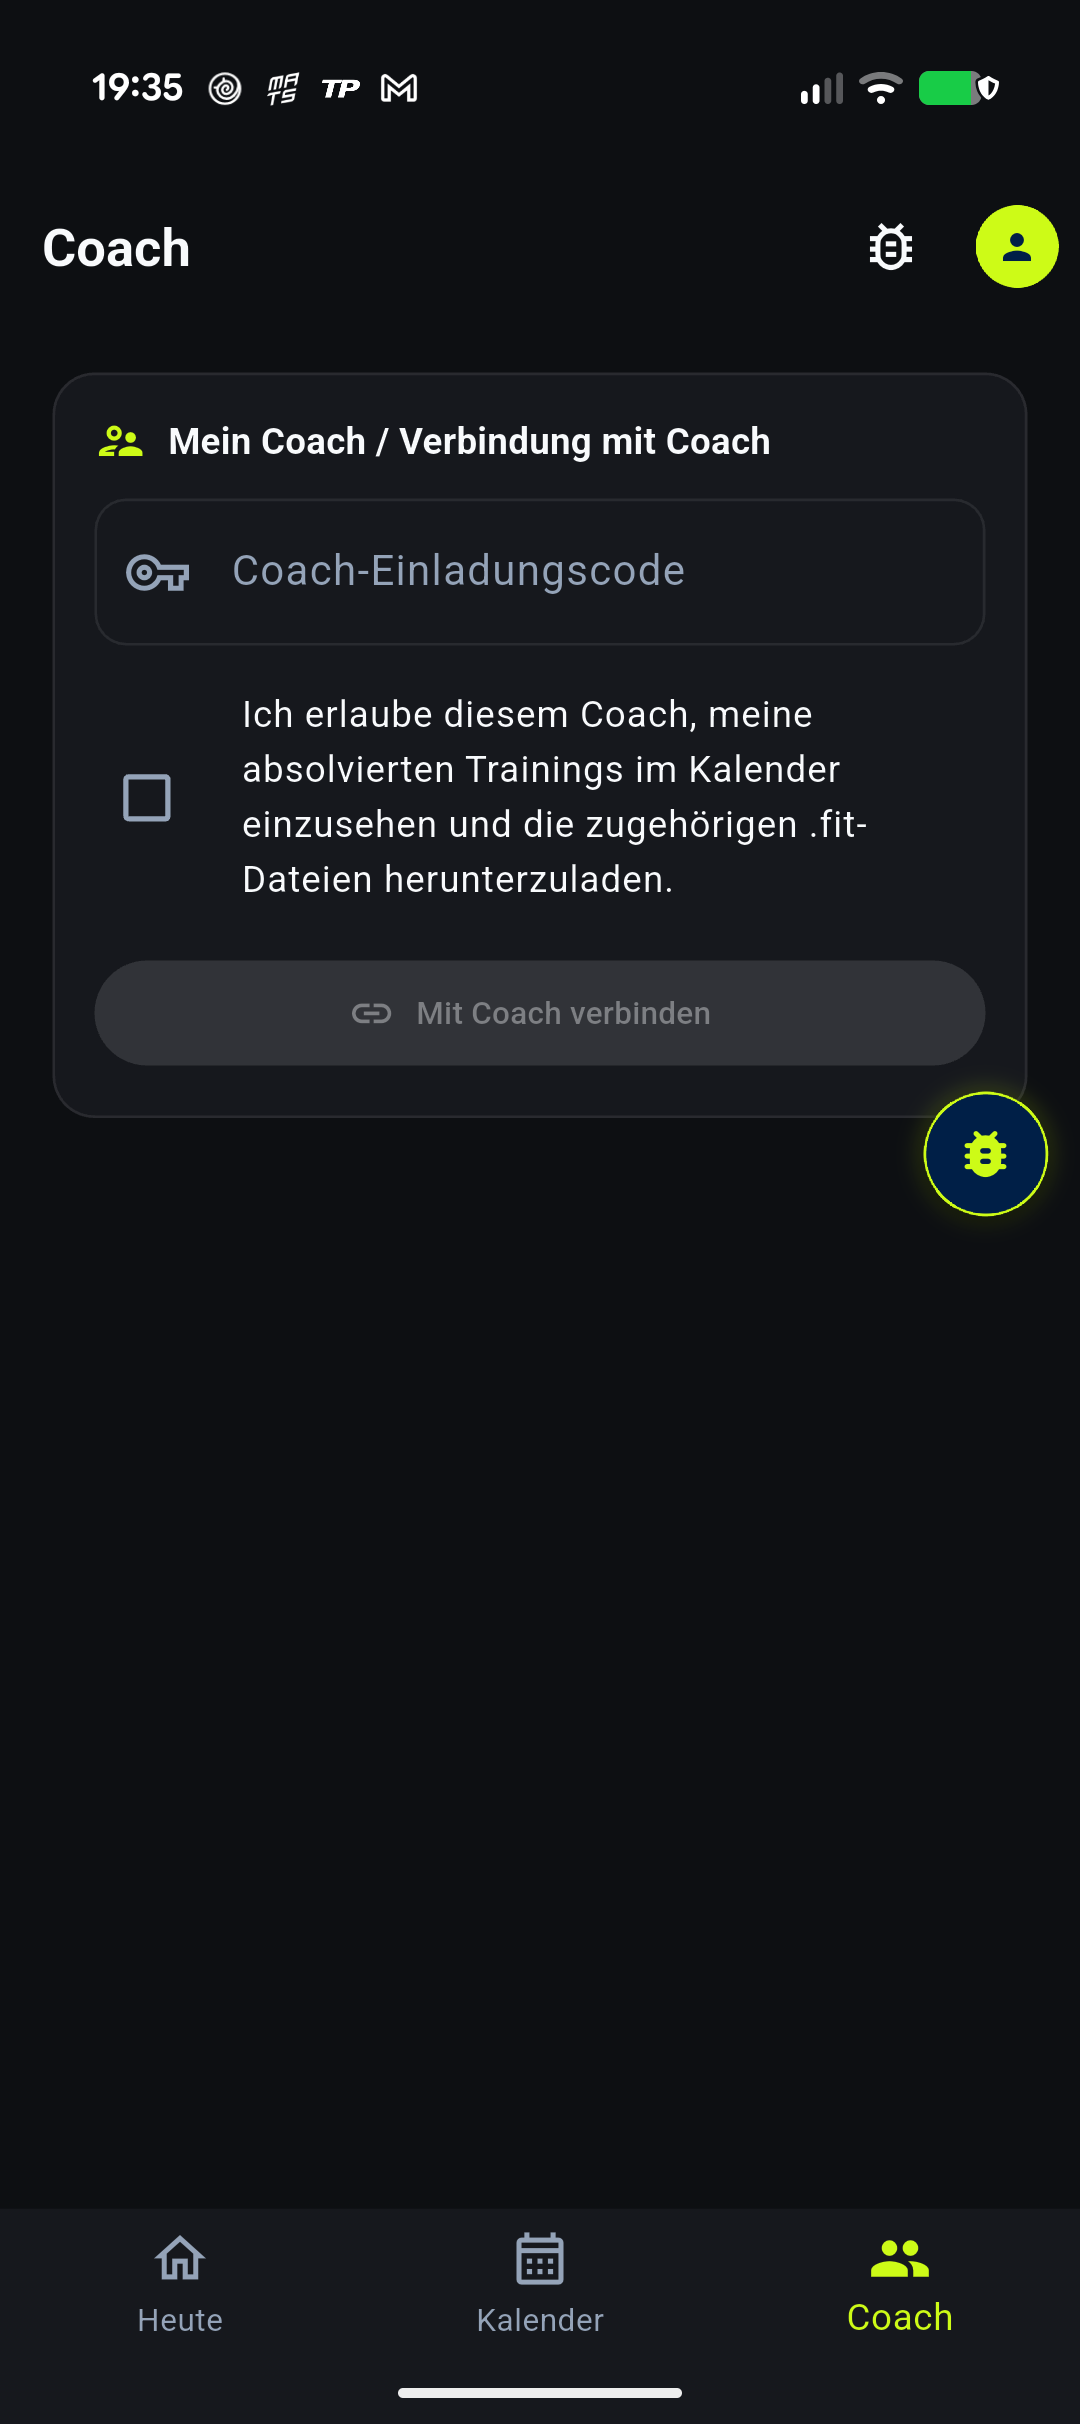 19:35 MATS TP
Coach
Mein Coach / Verbindung mit Coach
Coach-Einladungscode
Ich erlaube diesem Coach, meine
absolvierten Trainings im Kalender
einzusehen und die zugehörigen .fit-
Dateien herunterzuladen.
Mit Coach verbinden
Heute Kalender Coach